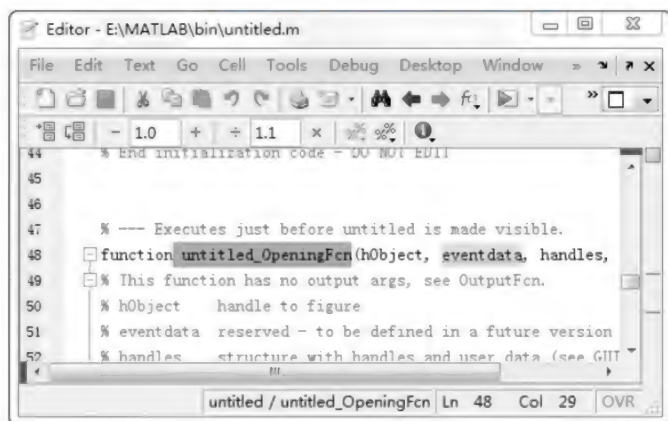 Editor - E:\MATLAB\bin\untitled.m
File Edit Text Go Cell Tools Debug Desktop Window »
- 1.0 + ÷ 1.1 ×
44 % End initialization code - DO NOT EDIT
45
46
47 % --- Executes just before untitled is made visible.
48 function untitled_OpeningFcn(hObject, eventdata, handles,
49 % This function has no output args, see OutputFcn.
50 % hObject handle to figure
51 % eventdata reserved - to be defined in a future version
52 % handles structure with handles and user data (see GUI
untitled / untitled_OpeningFcn Ln 48 Col 29 OVR